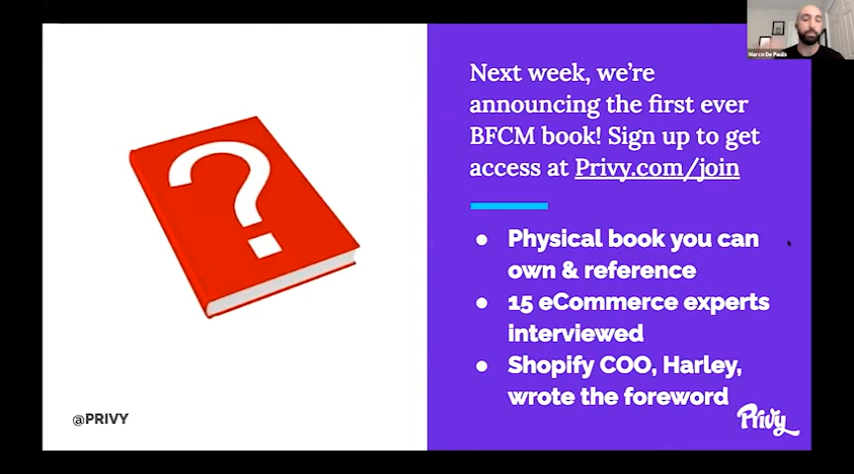 Marco De Paulis
Next week, we're
announcing the first ever
BFCM book! Sign up to get
access at Privy.com/join
● Physical book you can
own & reference
● 15 eCommerce experts
interviewed
● Shopify COO, Harley,
wrote the foreword
?
@PRIVY
Privy